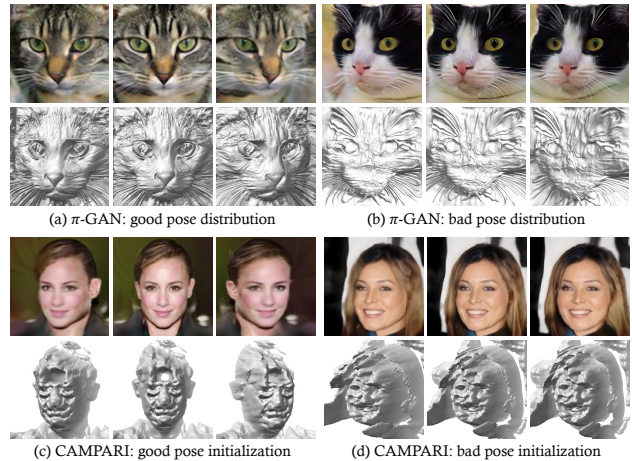 (a) π-GAN: good pose distribution
(b) π-GAN: bad pose distribution
(c) CAMPARI: good pose initialization
(d) CAMPARI: bad pose initialization